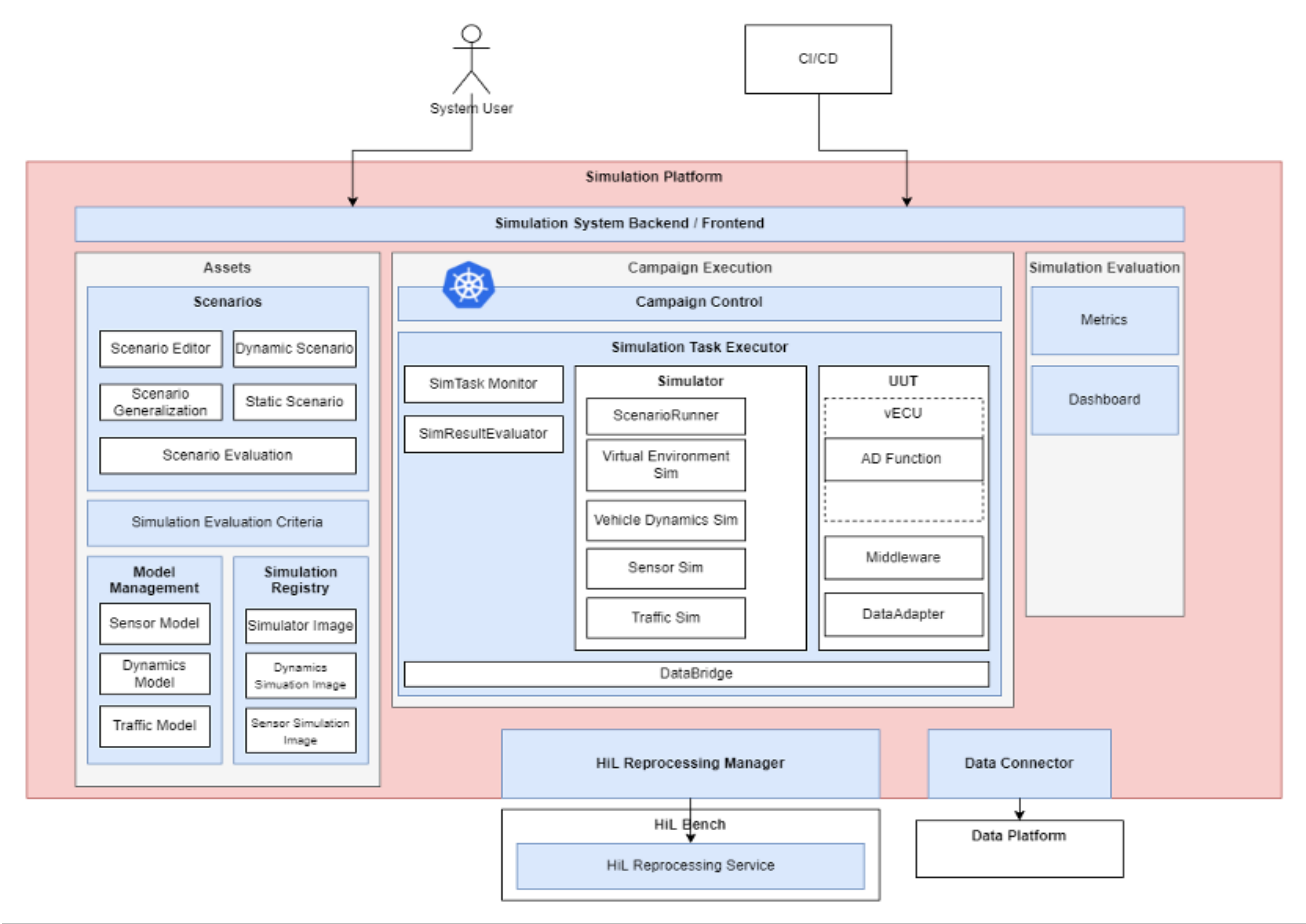 System User
CI/CD
Simulation Platform
Simulation System Backend / Frontend
Assets
Scenarios
Scenario Editor
Dynamic Scenario
Scenario
Generalization
Static Scenario
Scenario Evaluation
Simulation Evaluation Criteria
Model
Management
Sensor Model
Dynamics
Model
Traffic Model
Simulation
Registry
Simulator Image
Dynamics
Simuation Image
Sensor Simulation
Image
Campaign Execution
Campaign Control
Simulation Task Executor
SimTask Monitor
SimResultEvaluator
Simulator
ScenarioRunner
Virtual Environment
Sim
Vehicle Dynamics Sim
Sensor Sim
Traffic Sim
UUT
vECU
AD Function
Middleware
DataAdapter
DataBridge
Simulation Evaluation
Metrics
Dashboard
HiL Reprocessing Manager
Data Connector
HiL Bench
HiL Reprocessing Service
Data Platform